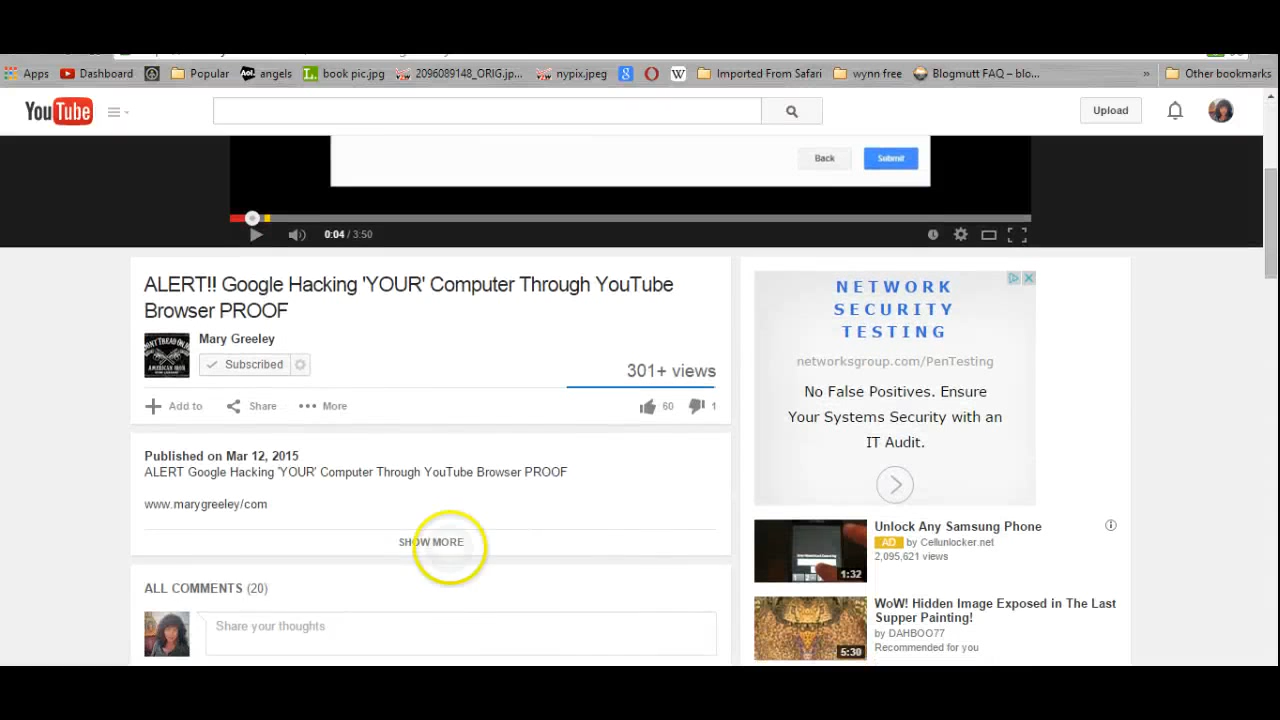 Apps Dashboard Popular Aol. angels book pic.jpg 2096089148_ORIG.jp... nypix.jpeg 8 W Imported From Safari wynn free Blogmutt FAQ – blo... » Other bookmarks
YouTube
Upload
Back Submit
0:04 / 3:50
ALERT!! Google Hacking 'YOUR' Computer Through YouTube
Browser PROOF
Mary Greeley
Subscribed
301+ views
Add to Share More 60 1
Published on Mar 12, 2015
ALERT Google Hacking 'YOUR' Computer Through YouTube Browser PROOF
www.marygreeley/com
SHOW MORE
ALL COMMENTS (20)
Share your thoughts
NETWORK
SECURITY
TESTING
networksgroup.com/PenTesting
No False Positives. Ensure
Your Systems Security with an
IT Audit.
Unlock Any Samsung Phone
AD by Cellunlocker.net
2,095,621 views
1:32
WoW! Hidden Image Exposed in The Last
Supper Painting!
by DAHBOO77
Recommended for you
5:30